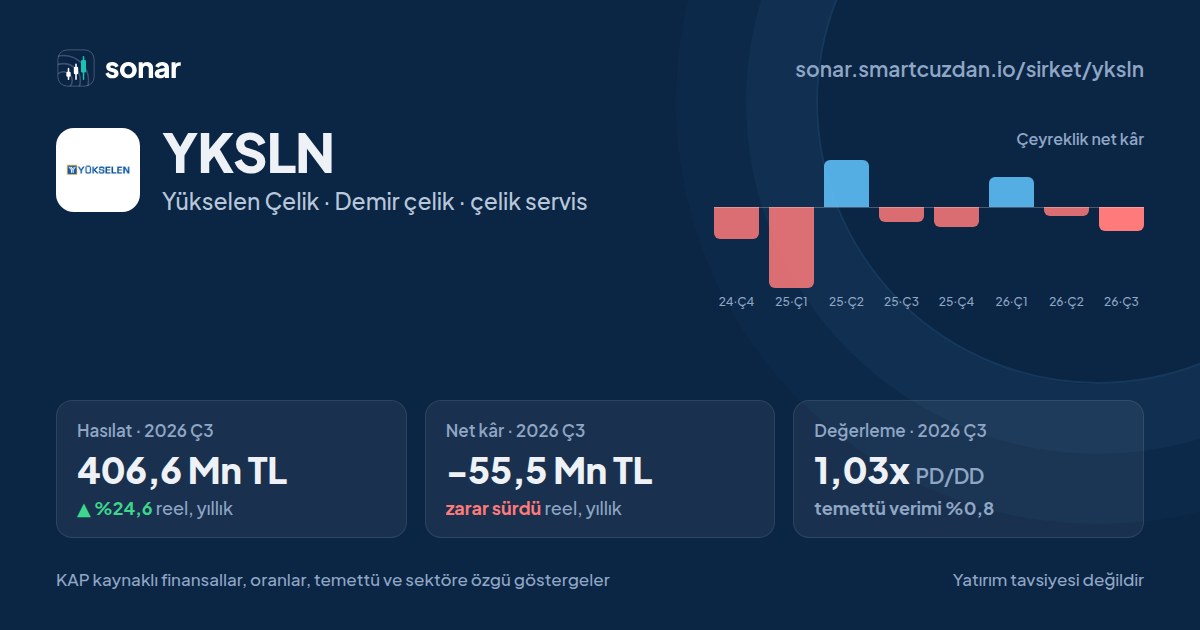 sonar
sonar.smartcuzdan.io/sirket/yksln
YÜKSELEN
YKSLN
Yükselen Çelik · Demir çelik · çelik servis
Çeyreklik net kâr
24·Ç4 25·Ç1 25·Ç2 25·Ç3 25·Ç4 26·Ç1 26·Ç2 26·Ç3
Hasılat · 2026 Ç3
406,6 Mn TL
▲ %24,6 reel, yıllık
Net kâr · 2026 Ç3
−55,5 Mn TL
zarar sürdü reel, yıllık
Değerleme · 2026 Ç3
1,03x PD/DD
temettü verimi %0,8
KAP kaynaklı finansallar, oranlar, temettü ve sektöre özgü göstergeler
Yatırım tavsiyesi değildir